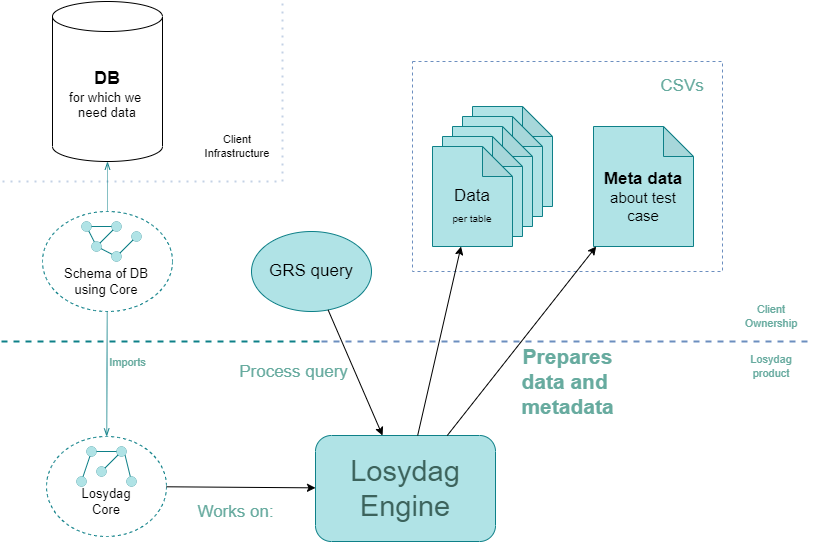 DB
for which we
need data
Client
Infrastructure
CSVs
Data
per table
Meta data
about test
case
Schema of DB
using Core
GRS query
Client
Ownership
Imports
Process query
Prepares
data and
metadata
Losydag
product
Losydag
Core
Works on:
Losydag
Engine